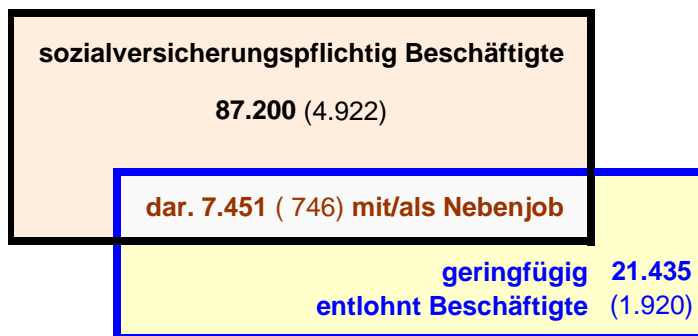 sozialversicherungspflichtig Beschäftigte
87.200 (4.922)
dar. 7.451 ( 746) mit/als Nebenjob
geringfügig 21.435
entlohnt Beschäftigte (1.920)